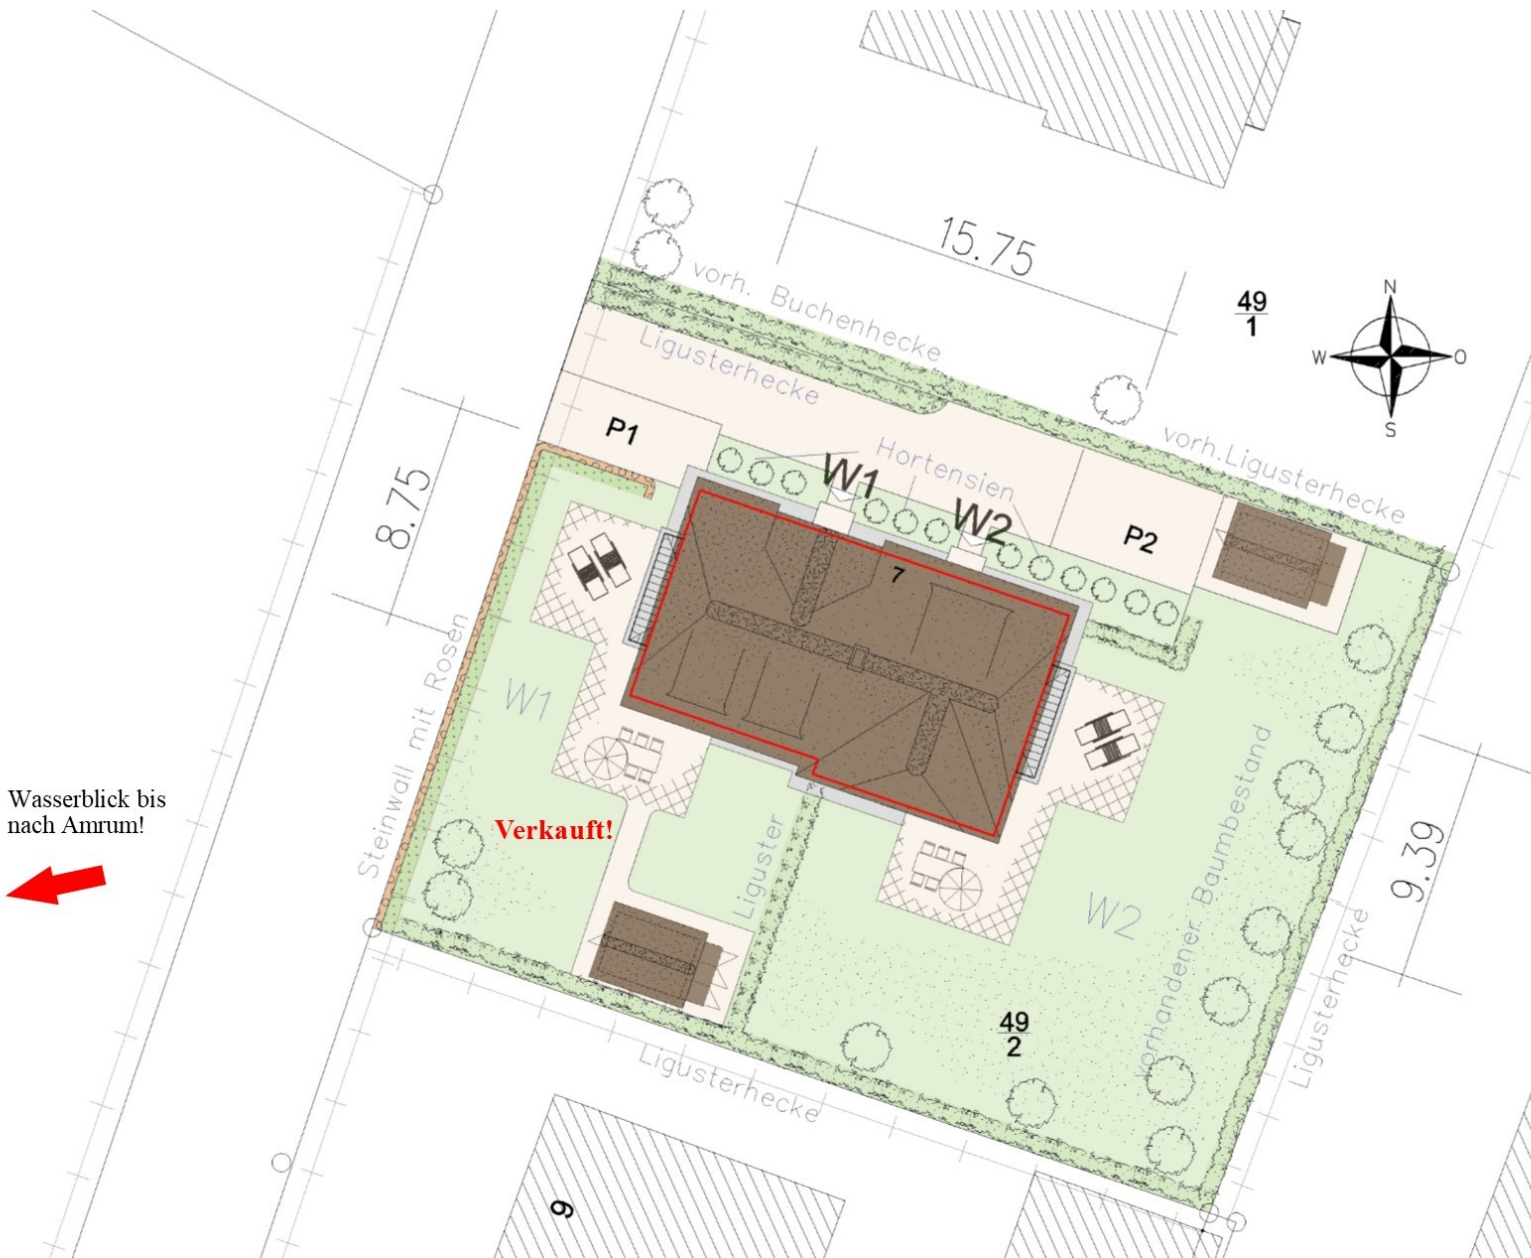 15.75
vorh. Buchenhecke
49
1
N
W
O
S
Ligusterhecke
P1
Hortensien
vorh.Ligusterhecke
W1
W2
P2
8.75
7
Steinwall mit Rosen
W1
Wasserblick bis
nach Amrum!
Verkauft!
Liguster
W2
vorhandener Baumbestand
9.39
Ligusterhecke
49
2
Ligusterhecke
9